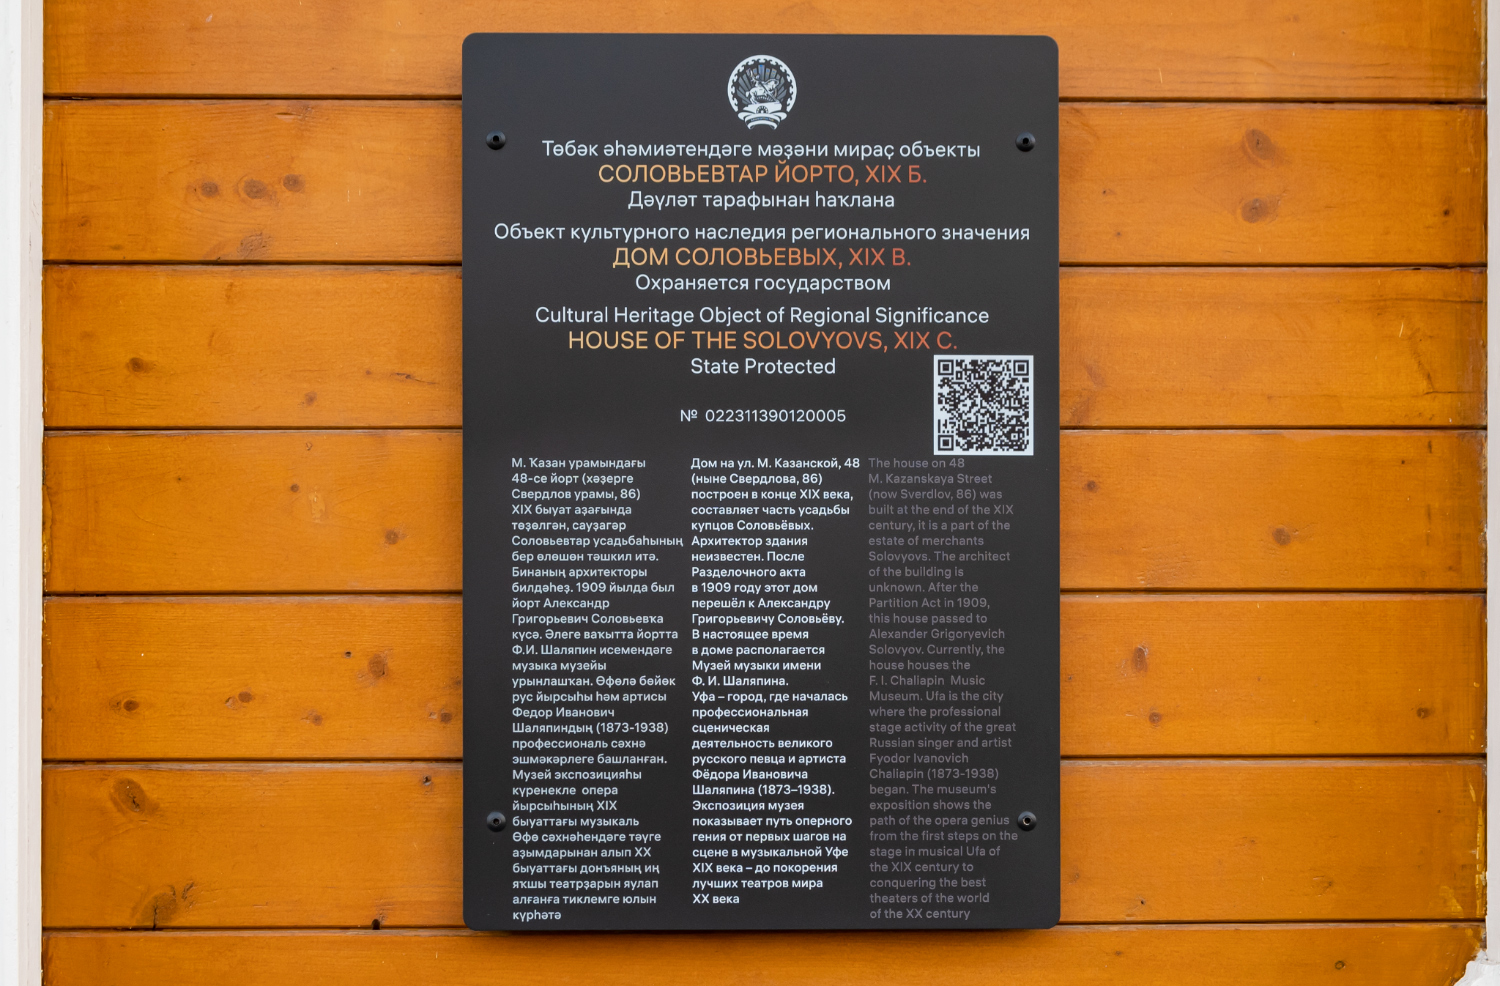 Төбәк әһәмиәтендәге мәҙәни мираҫ объекты
СОЛОВЬЕВТАР ЙОРТО, XIX Б.
Дәүләт тарафынан һаҡлана
Объект культурного наследия регионального значения
ДОМ СОЛОВЬЕВЫХ, XIX В.
Охраняется государством
Cultural Heritage Object of Regional Significance
HOUSE OF THE SOLOVYOVS, XIX C.
State Protected
№ 022311390120005
М. Ҡазан урамындағы
48-се йорт (хәҙерге
Свердлов урамы, 86)
XIX быуат аҙағында
төҙөлгән, сауҙагәр
Соловьевтар усадьбаһының
бер өлөшөн тәшкил итә.
Бинаның архитекторы
билдәһеҙ. 1909 йылда был
йорт Александр
Григорьевич Соловьевҡа
күсә. Әлеге ваҡытта йортта
Ф.И. Шаляпин исемендәге
музыка музейы
урынлашҡан. Өфөлә бөйөк
рус йырсыһы һәм артисы
Федор Иванович
Шаляпиндың (1873-1938)
профессиональ сәхнә
эшмәкәрлеге башланған.
Музей экспозицияһы
күренекле опера
йырсыһының XIX
быуаттағы музыкаль
Өфө сәхнәһендәге тәүге
аҙымдарынан алып XX
быуаттағы донъяның иң
яҡшы театрҙарын яулап
алғанға тиклемге юлын
күрһәтә
Дом на ул. М. Казанской, 48
(ныне Свердлова, 86)
построен в конце XIX века,
составляет часть усадьбы
купцов Соловьёвых.
Архитектор здания
неизвестен. После
Разделочного акта
в 1909 году этот дом
перешёл к Александру
Григорьевичу Соловьёву.
В настоящее время
в доме располагается
Музей музыки имени
Ф. И. Шаляпина.
Уфа – город, где началась
профессиональная
сценическая
деятельность великого
русского певца и артиста
Фёдора Ивановича
Шаляпина (1873–1938).
Экспозиция музея
показывает путь оперного
гения от первых шагов на
сцене в музыкальной Уфе
XIX века – до покорения
лучших театров мира
XX века
The house on 48
M. Kazanskaya Street
(now Sverdlov, 86) was
built at the end of the XIX
century, it is a part of the
estate of merchants
Solovyovs. The architect
of the building is
unknown. After the
Partition Act in 1909,
this house passed to
Alexander Grigoryevich
Solovyov. Currently, the
house houses the
F. I. Chaliapin Music
Museum. Ufa is the city
where the professional
stage activity of the great
Russian singer and artist
Fyodor Ivanovich
Chaliapin (1873-1938)
began. The museum's
exposition shows the
path of the opera genius
from the first steps on the
stage in musical Ufa of
the XIX century to
conquering the best
theaters of the world
of the XX century